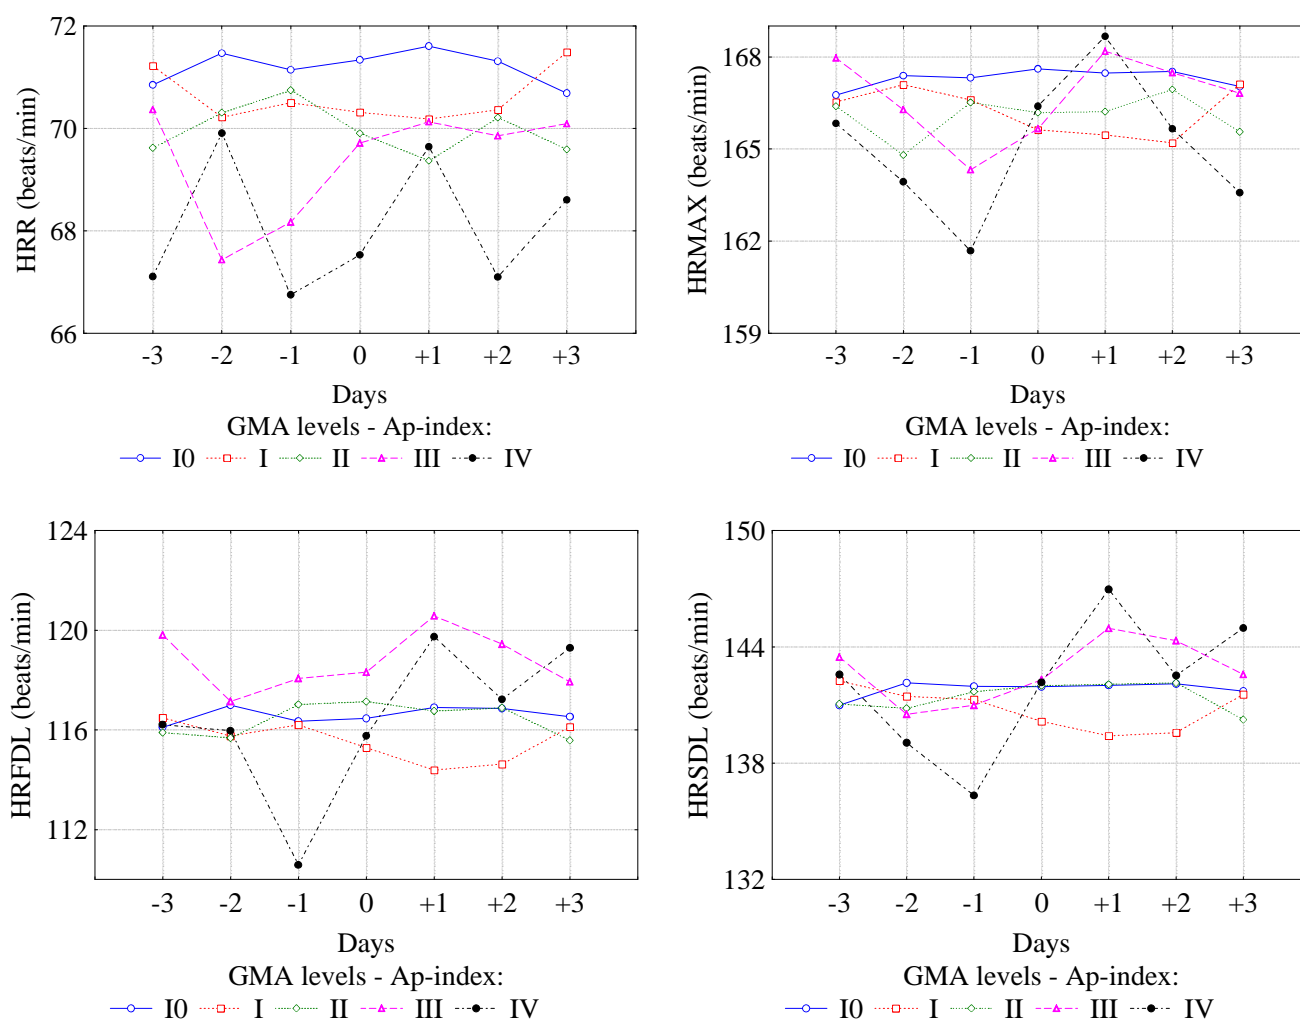 HRR (beats/min)
72
70
68
66
-3 -2 -1 0 +1 +2 +3
Days
GMA levels - Ap-index:
I0 I II III IV
HRMAX (beats/min)
168
165
162
159
-3 -2 -1 0 +1 +2 +3
Days
GMA levels - Ap-index:
I0 I II III IV
HRFDL (beats/min)
124
120
116
112
-3 -2 -1 0 +1 +2 +3
Days
GMA levels - Ap-index:
I0 I II III IV
HRSDL (beats/min)
150
144
138
132
-3 -2 -1 0 +1 +2 +3
Days
GMA levels - Ap-index:
I0 I II III IV